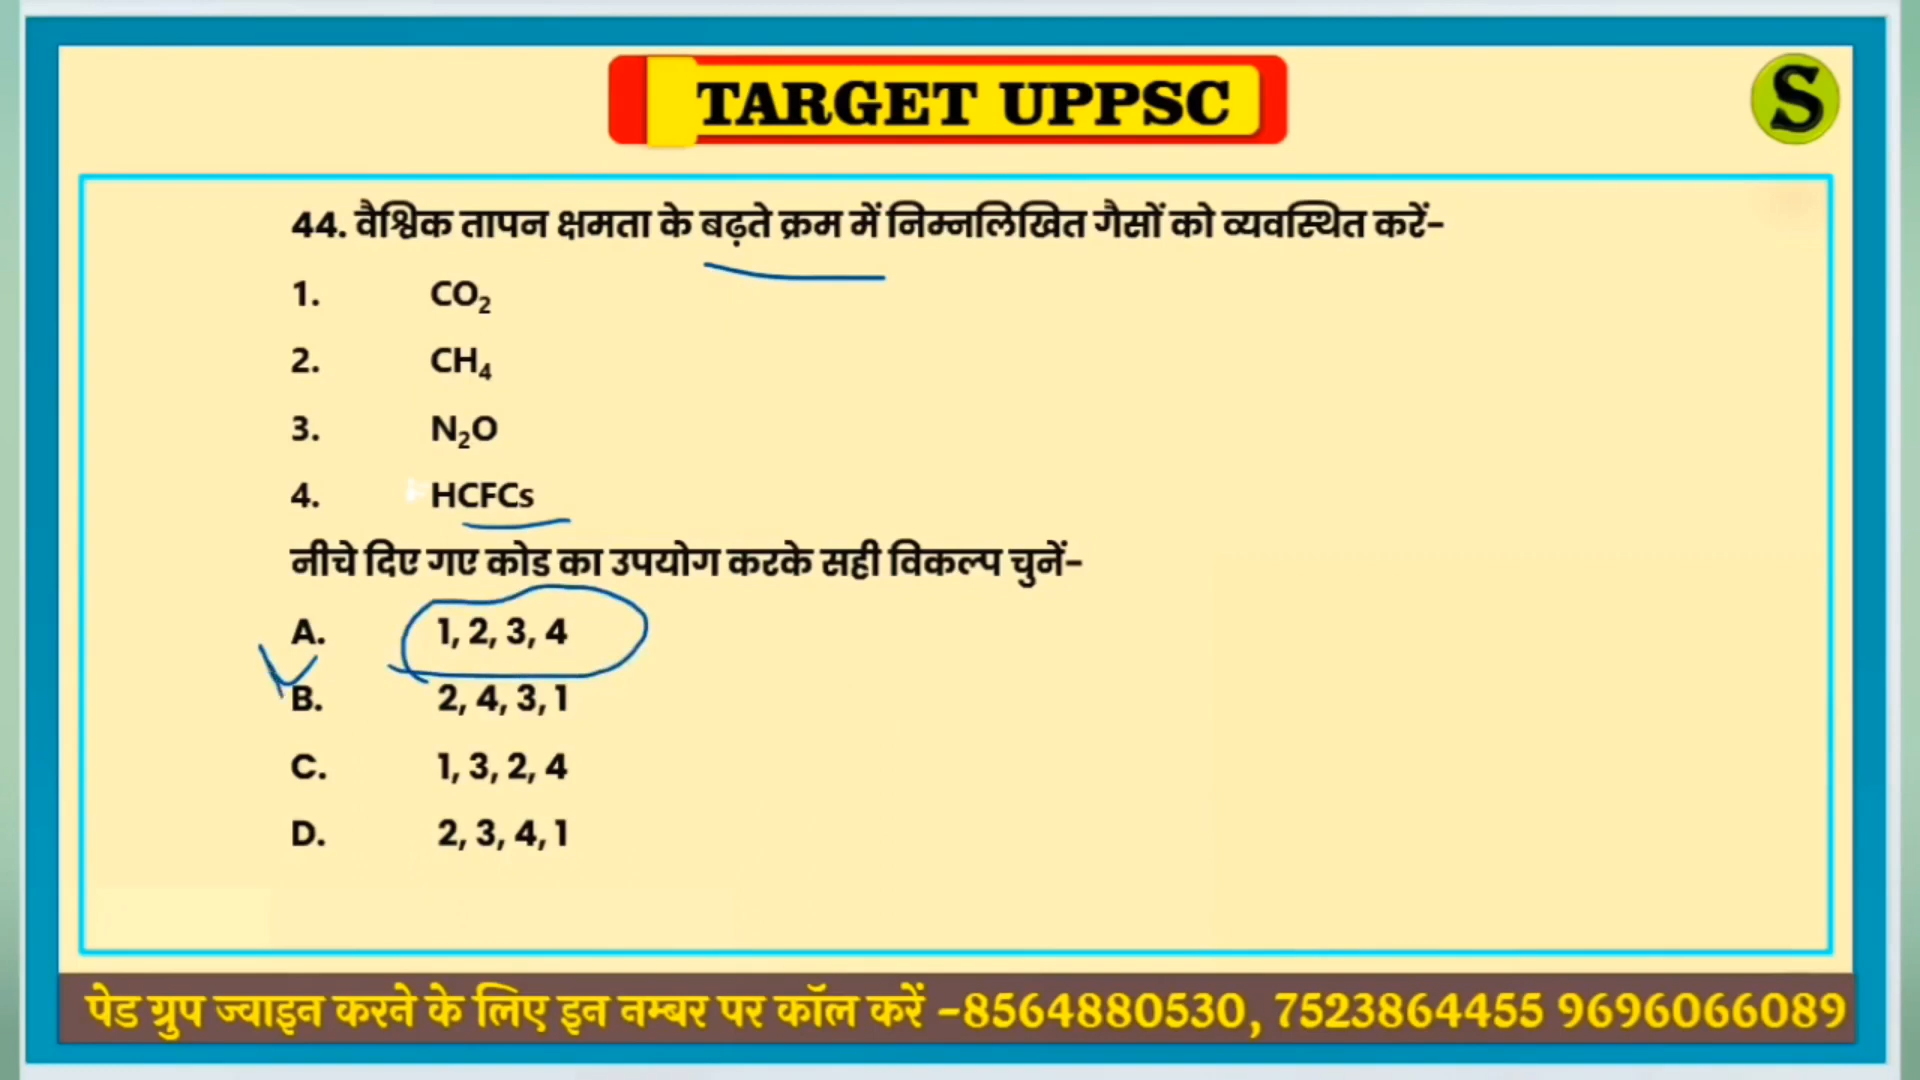 TARGET UPPSC
S
44. वैश्विक तापन क्षमता के बढ़ते क्रम में निम्नलिखित गैसों को व्यवस्थित करें-
1. CO₂
2. CH₄
3. N₂O
4. HCFCs
नीचे दिए गए कोड का उपयोग करके सही विकल्प चुनें-
A. 1, 2, 3, 4
B. 2, 4, 3, 1
C. 1, 3, 2, 4
D. 2, 3, 4, 1
पेड ग्रुप ज्वाइन करने के लिए इन नम्बर पर कॉल करें -8564880530, 7523864455 9696066089